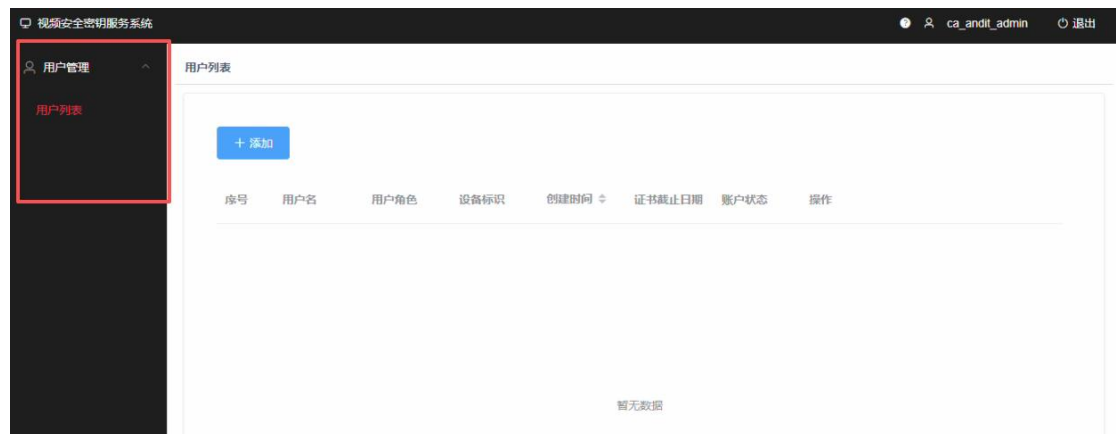 视频安全密钥服务系统 ca_andit_admin 退出
用户管理
用户列表
用户列表
+ 添加
序号 用户名 用户角色 设备标识 创建时间 证书截止日期 账户状态 操作
暂无数据